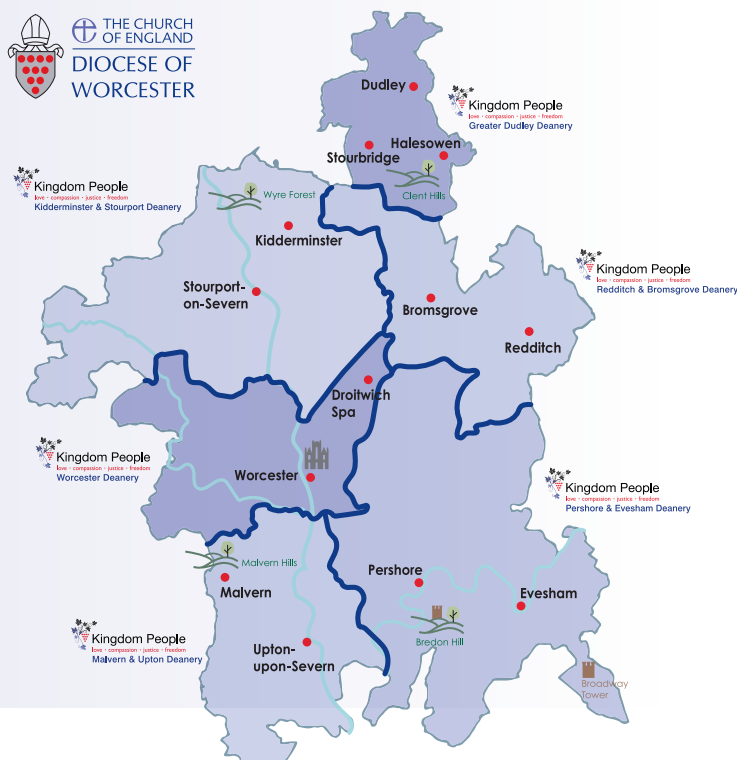 THE CHURCH
OF ENGLAND
DIOCESE OF
WORCESTER
Dudley
Kingdom People
love · compassion · justice · freedom
Greater Dudley Deanery
Halesowen
Stourbridge
Clent Hills
Kingdom People
love · compassion · justice · freedom
Kidderminster & Stourport Deanery
Wyre Forest
Kidderminster
Kingdom People
love · compassion · justice · freedom
Redditch & Bromsgrove Deanery
Stourport-
on-Severn
Bromsgrove
Redditch
Droitwich
Spa
Kingdom People
love · compassion · justice · freedom
Worcester Deanery
Worcester
Kingdom People
love · compassion · justice · freedom
Pershore & Evesham Deanery
Malvern Hills
Malvern
Pershore
Evesham
Bredon Hill
Kingdom People
love · compassion · justice · freedom
Malvern & Upton Deanery
Upton-
upon-Severn
Broadway
Tower